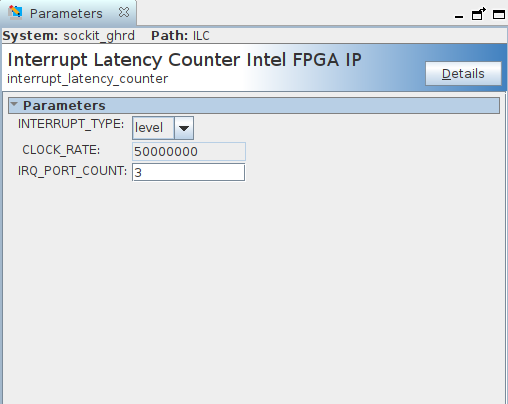 Parameters
System: sockit_ghrd Path: ILC
Interrupt Latency Counter Intel FPGA IP
interrupt_latency_counter
Details
Parameters
INTERRUPT_TYPE: level
CLOCK_RATE: 50000000
IRQ_PORT_COUNT: 3